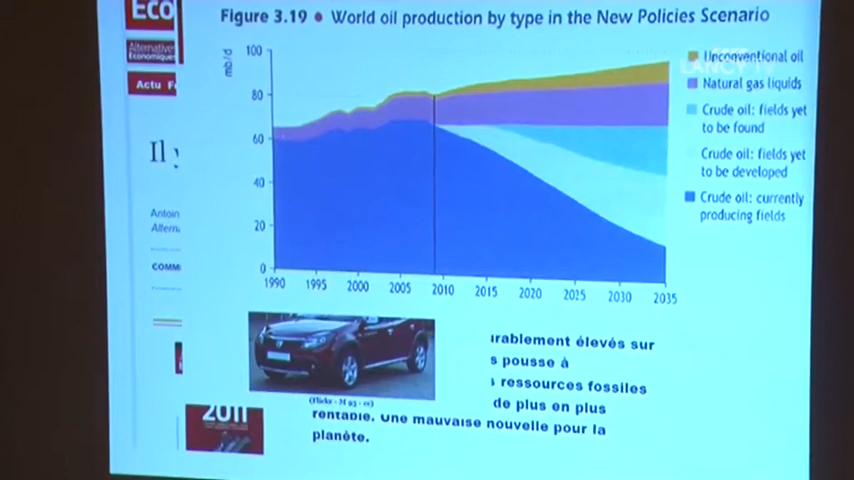 Eco
Alternatives
Economiques
Actu
Il y
Antoin
Altern
COMM
2011
Figure 3.19 • World oil production by type in the New Policies Scenario
mb/d
100
80
60
40
20
0
1990 1995 2000 2005 2010 2015 2020 2025 2030 2035
Unconventional oil
Natural gas liquids
Crude oil: fields yet
to be found
Crude oil: fields yet
to be developed
Crude oil: currently
producing fields
LANCY TV
(Flickr - M 93 - cc)
urablement élevés sur
s pousse à
ressources fossiles
de plus en plus
rentable. Une mauvaise nouvelle pour la
planète.